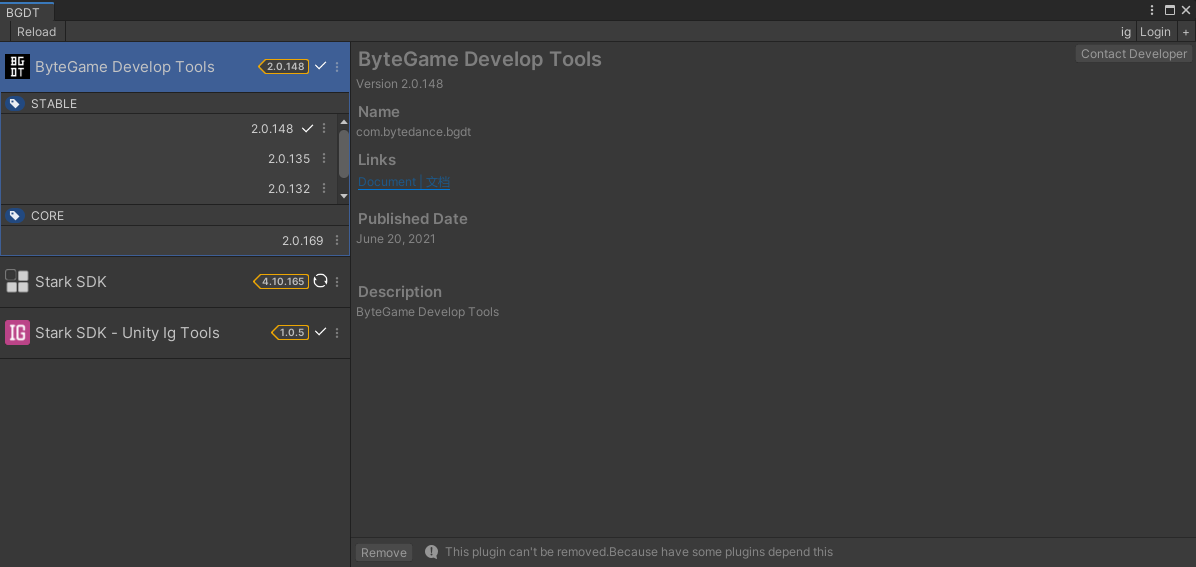 BGDT
Reload
ig
Login
+
BG
DT
ByteGame Develop Tools
2.0.148
STABLE
2.0.148
2.0.135
2.0.132
CORE
2.0.169
Stark SDK
4.10.165
IG
Stark SDK - Unity Ig Tools
1.0.5
ByteGame Develop Tools
Contact Developer
Version 2.0.148
Name
com.bytedance.bgdt
Links
Document | 文档
Published Date
June 20, 2021
Description
ByteGame Develop Tools
Remove
This plugin can't be removed.Because have some plugins depend this